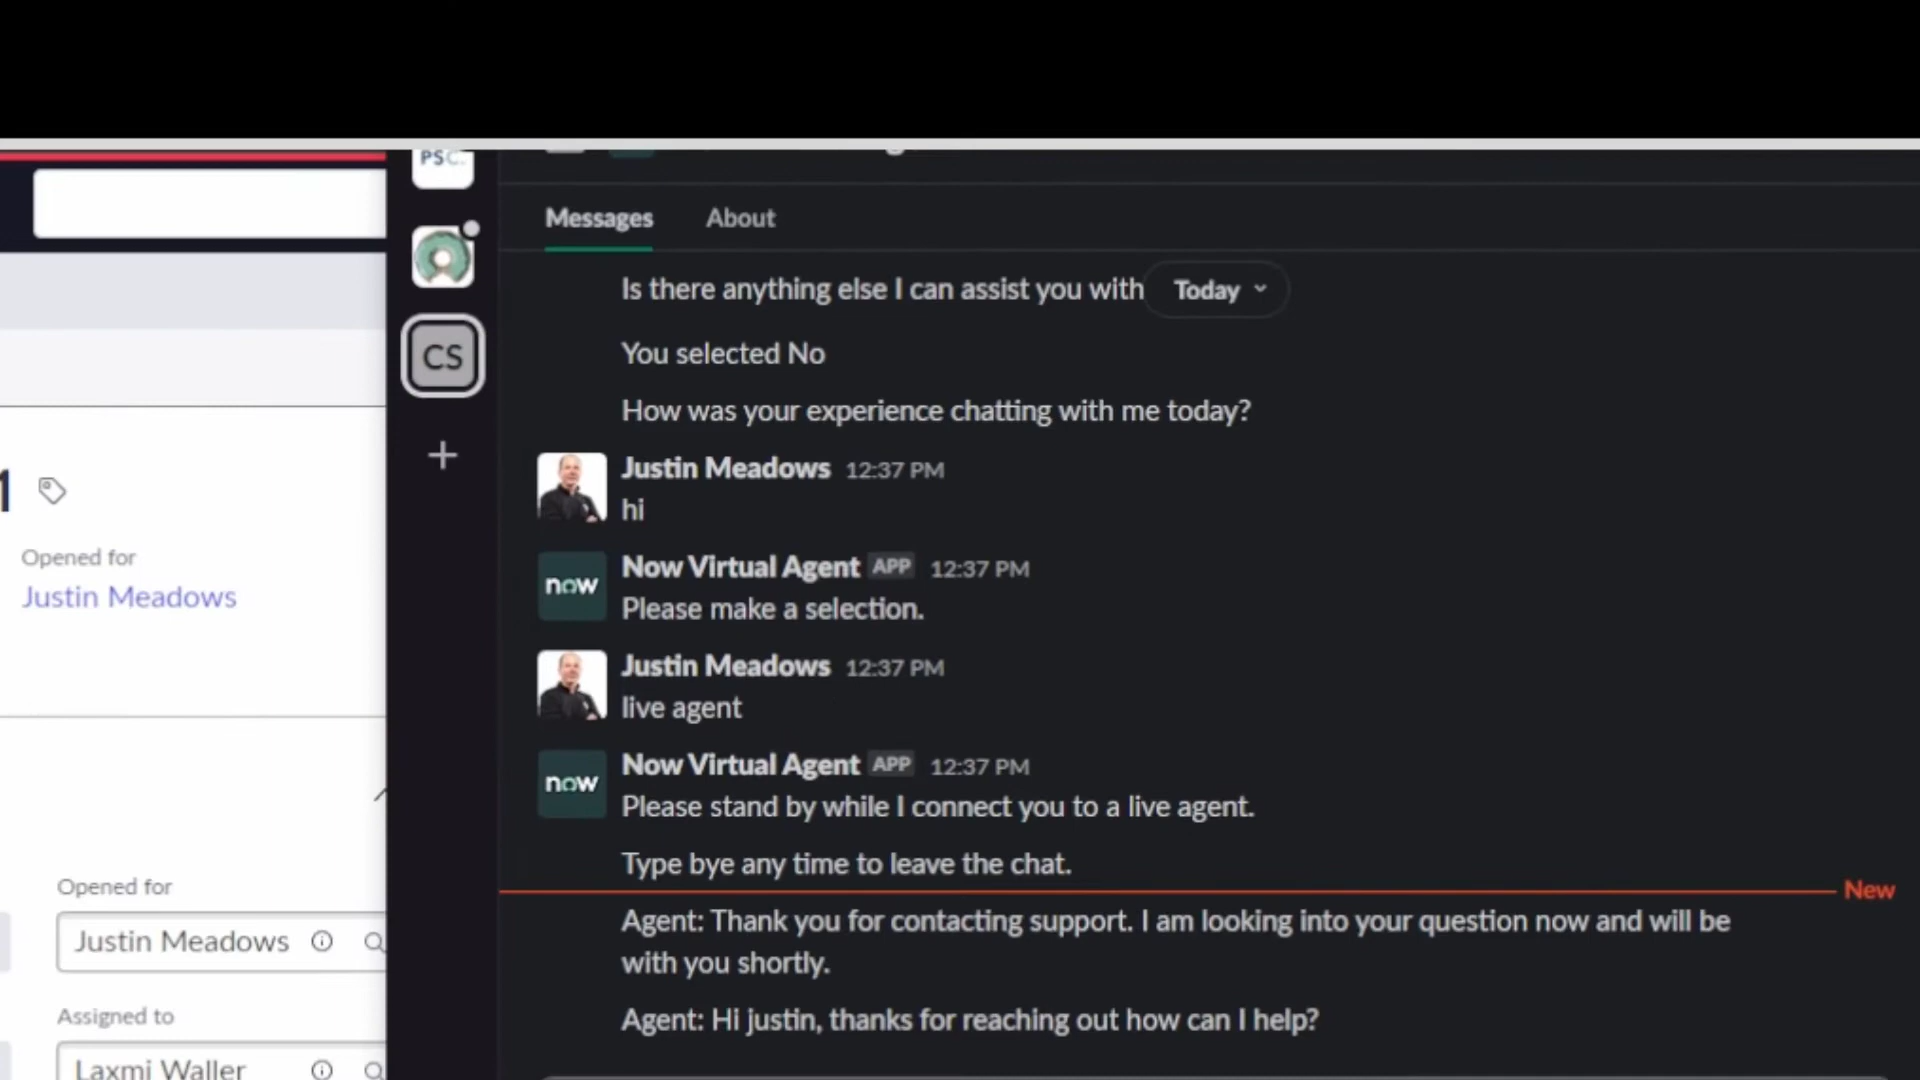 PSC
Messages
About
Is there anything else I can assist you with
Today
You selected No
CS
How was your experience chatting with me today?
Justin Meadows 12:37 PM
hi
1
Opened for
Justin Meadows
Now Virtual Agent APP 12:37 PM
now
Please make a selection.
Justin Meadows 12:37 PM
live agent
Now Virtual Agent APP 12:37 PM
now
Please stand by while I connect you to a live agent.
Type bye any time to leave the chat.
New
Opened for
Justin Meadows
Agent: Thank you for contacting support. I am looking into your question now and will be
with you shortly.
Assigned to
Laxmi Waller
Agent: Hi justin, thanks for reaching out how can I help?